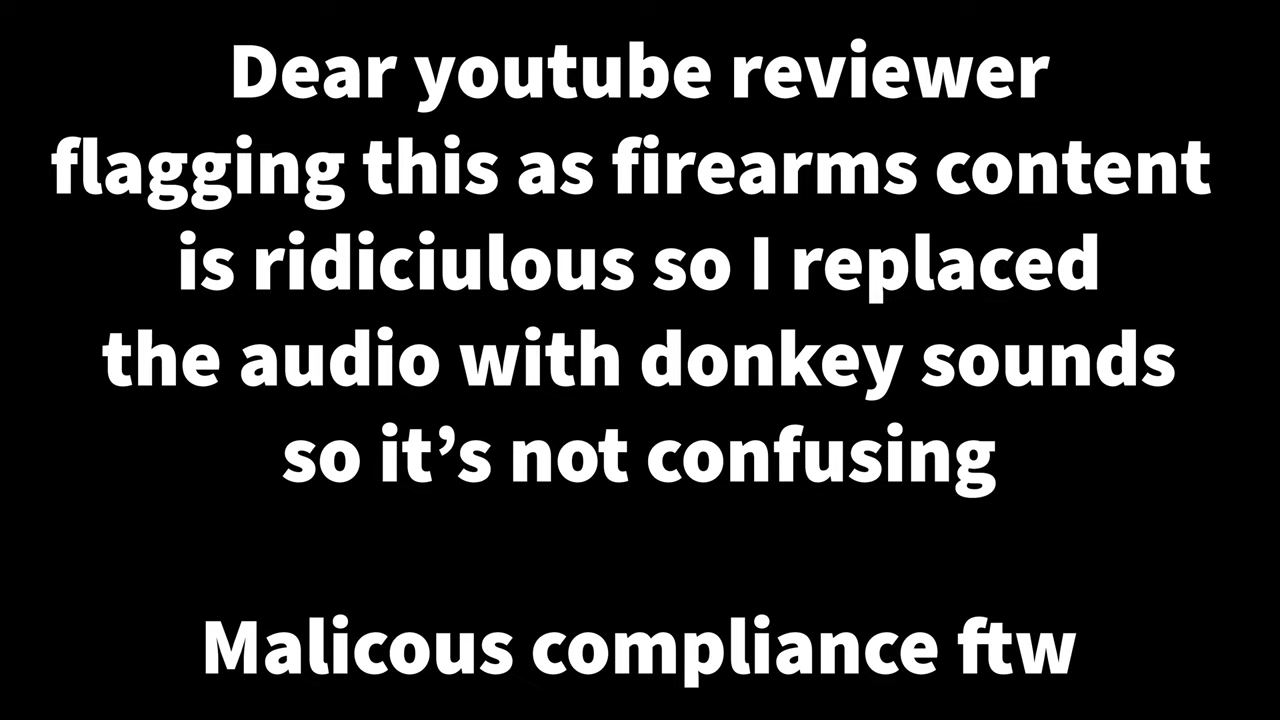 Dear youtube reviewer
flagging this as firearms content
is ridiciulous so I replaced
the audio with donkey sounds
so it’s not confusing
Malicous compliance ftw